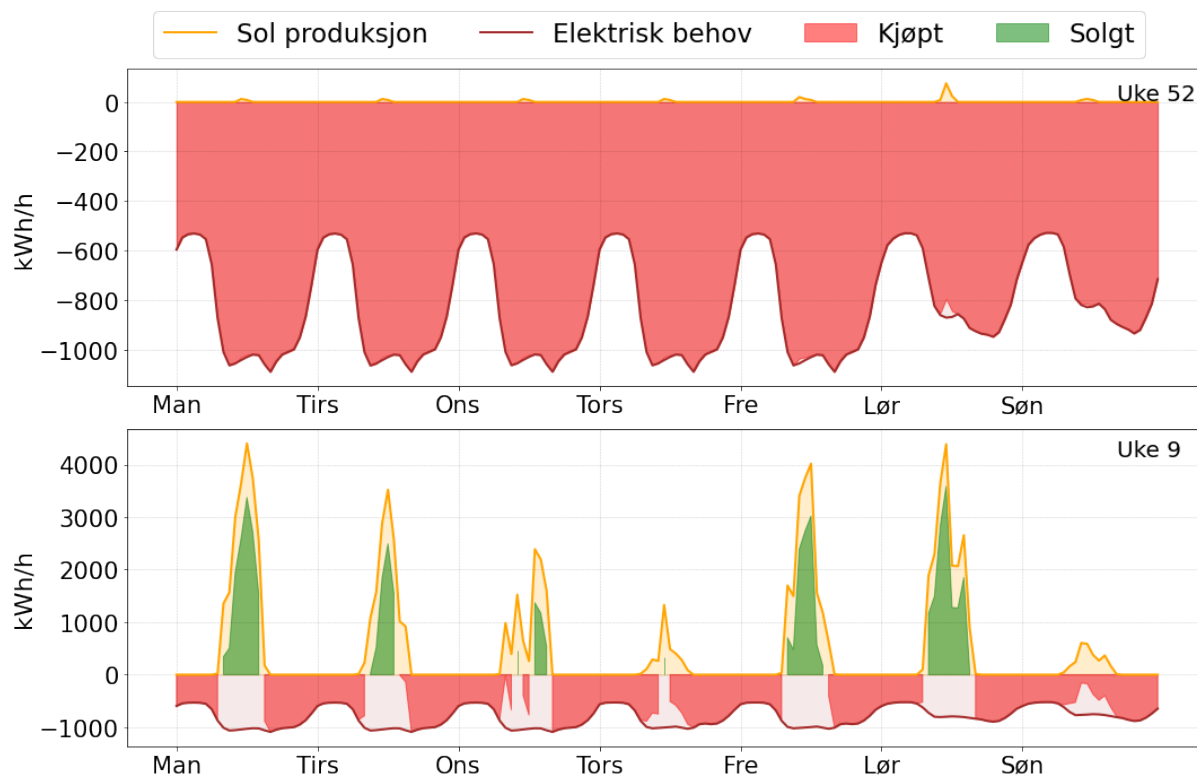 Sol produksjon Elektrisk behov Kjøpt Solgt
Uke 52
kWh/h
0
−200
−400
−600
−800
−1000
Man Tirs Ons Tors Fre Lør Søn
Uke 9
kWh/h
4000
3000
2000
1000
0
−1000
Man Tirs Ons Tors Fre Lør Søn